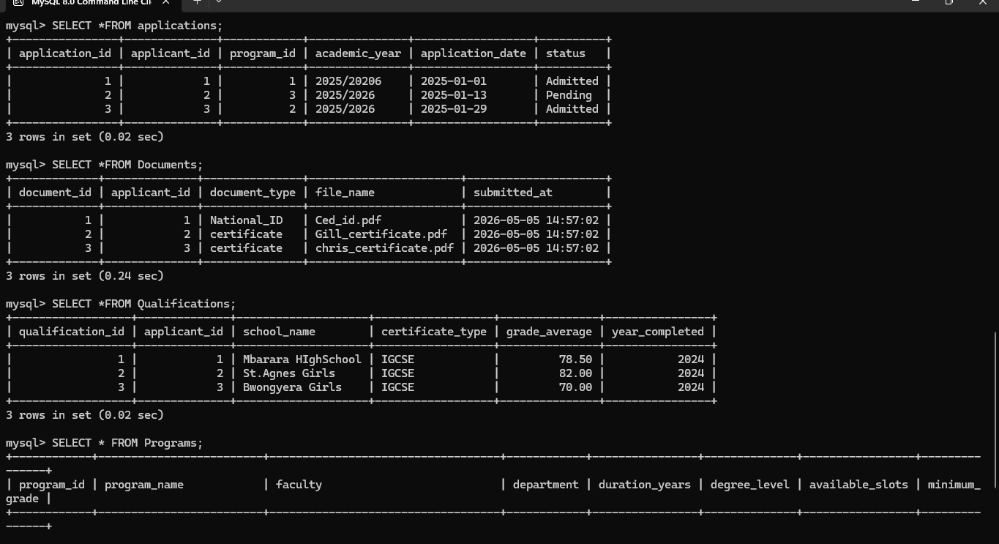 MySQL 8.0 Command Line Cli
mysql> SELECT *FROM applications;
+----------------+--------------+------------+---------------+------------------+----------+
| application_id | applicant_id | program_id | academic_year | application_date | status   |
+----------------+--------------+------------+---------------+------------------+----------+
|              1 |            1 |          1 | 2025/20206    | 2025-01-01       | Admitted |
|              2 |            2 |          3 | 2025/2026     | 2025-01-13       | Pending  |
|              3 |            3 |          2 | 2025/2026     | 2025-01-29       | Admitted |
+----------------+--------------+------------+---------------+------------------+----------+
3 rows in set (0.02 sec)
mysql> SELECT *FROM Documents;
+-------------+--------------+---------------+-----------------------+---------------------+
| document_id | applicant_id | document_type | file_name             | submitted_at        |
+-------------+--------------+---------------+-----------------------+---------------------+
|           1 |            1 | National_ID   | Ced_id.pdf            | 2026-05-05 14:57:02 |
|           2 |            2 | certificate   | Gill_certificate.pdf  | 2026-05-05 14:57:02 |
|           3 |            3 | certificate   | chris_certificate.pdf | 2026-05-05 14:57:02 |
+-------------+--------------+---------------+-----------------------+---------------------+
3 rows in set (0.24 sec)
mysql> SELECT *FROM Qualifications;
+------------------+--------------+--------------------+------------------+---------------+----------------+
| qualification_id | applicant_id | school_name        | certificate_type | grade_average | year_completed |
+------------------+--------------+--------------------+------------------+---------------+----------------+
|                1 |            1 | Mbarara HIghSchool | IGCSE            |         78.50 |           2024 |
|                2 |            2 | St.Agnes Girls     | IGCSE            |         82.00 |           2024 |
|                3 |            3 | Bwongyera Girls    | IGCSE            |         70.00 |           2024 |
+------------------+--------------+--------------------+------------------+---------------+----------------+
3 rows in set (0.02 sec)
mysql> SELECT * FROM Programs;
+------------+-------------------------+-----------------------------------+------------+----------------+--------------+-----------------+---------
------+
| program_id | program_name            | faculty                           | department | duration_years | degree_level | available_slots | minimum_
grade |
+------------+-------------------------+-----------------------------------+------------+----------------+--------------+-----------------+---------
------+